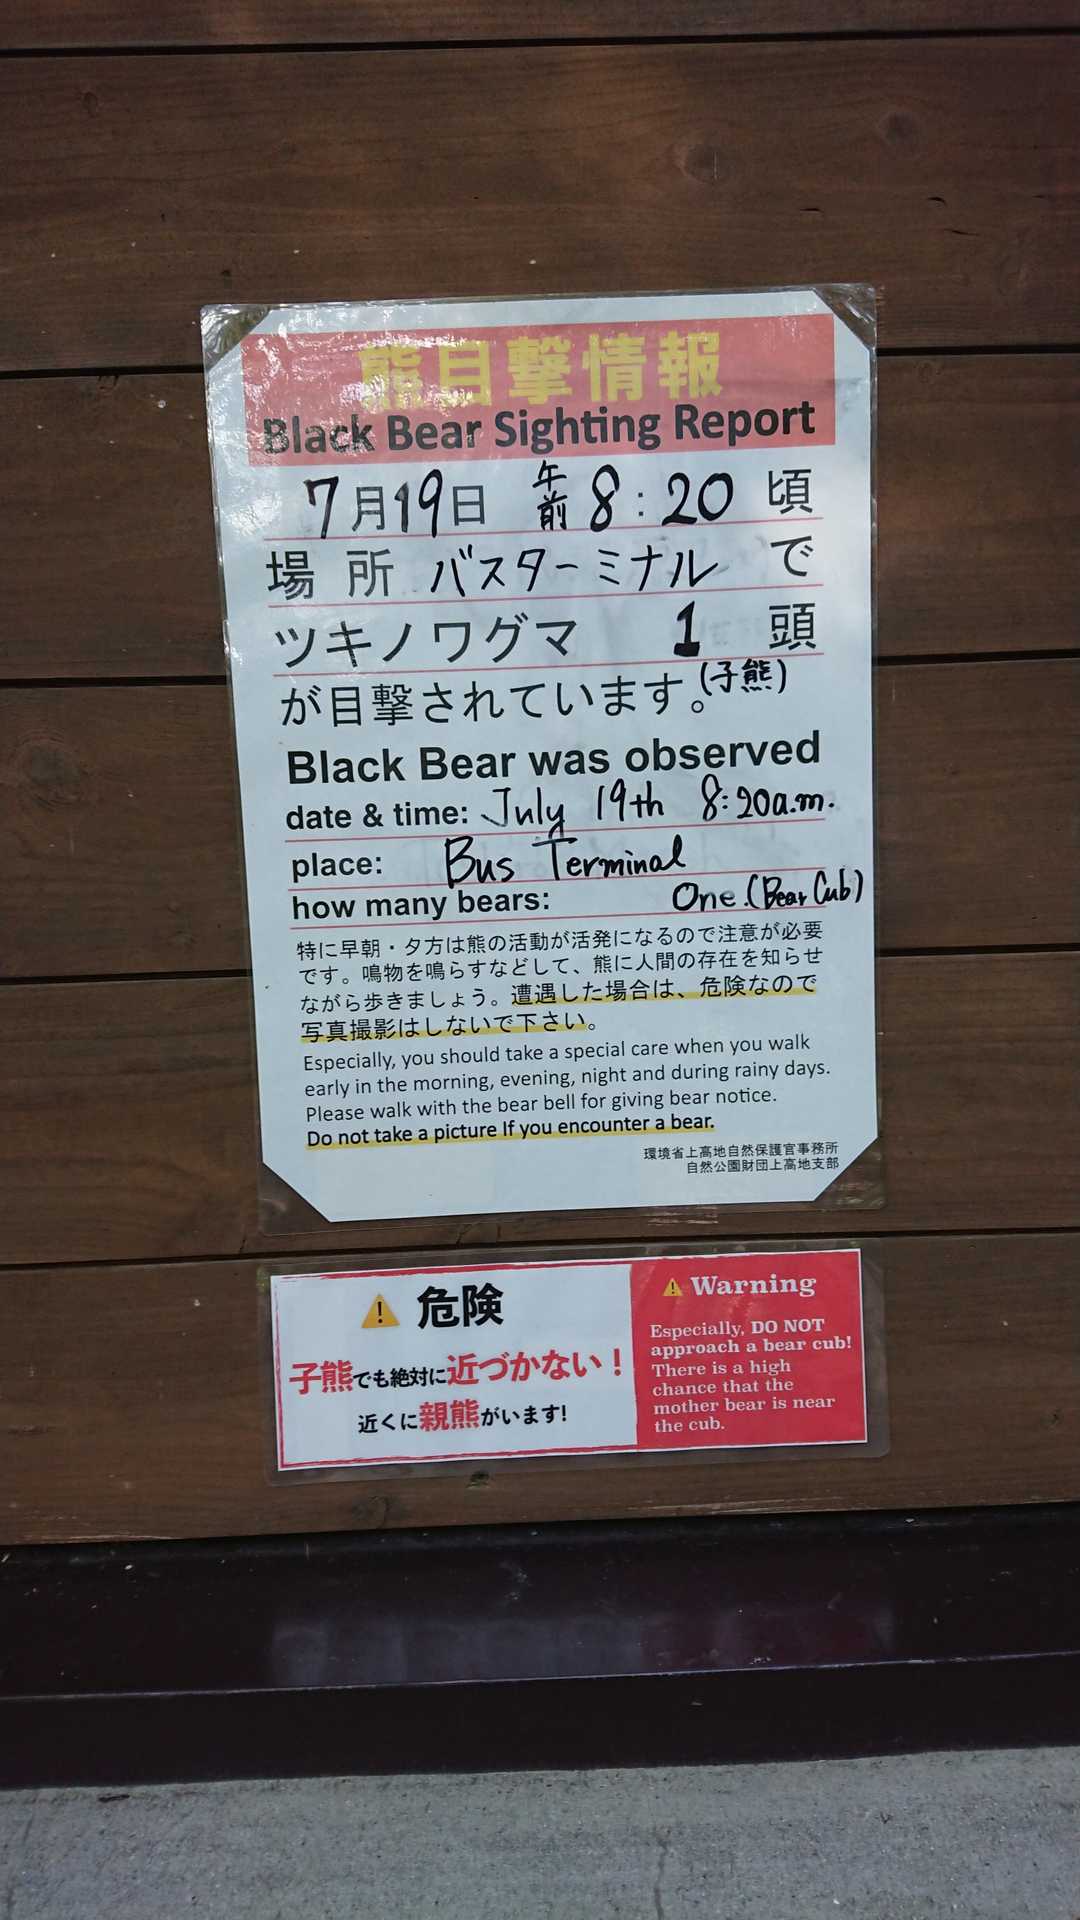 熊目撃情報
Black Bear Sighting Report
7月19日 午前 8:20 頃
場所 バスターミナル で
ツキノワグマ 1 頭
が目撃されています。(子熊)
Black Bear was observed
date & time: July 19th 8:20a.m.
place: Bus Terminal
how many bears: One.(Bear Cub)
特に早朝・夕方は熊の活動が活発になるので注意が必要
です。鳴物を鳴らすなどして、熊に人間の存在を知らせ
ながら歩きましょう。遭遇した場合は、危険なので
写真撮影はしないで下さい。
Especially, you should take a special care when you walk
early in the morning, evening, night and during rainy days.
Please walk with the bear bell for giving bear notice.
Do not take a picture If you encounter a bear.
環境省上高地自然保護官事務所
自然公園財団上高地支部
危険
子熊でも絶対に近づかない!
近くに親熊がいます!
Warning
Especially, DO NOT
approach a bear cub!
There is a high
chance that the
mother bear is near
the cub.